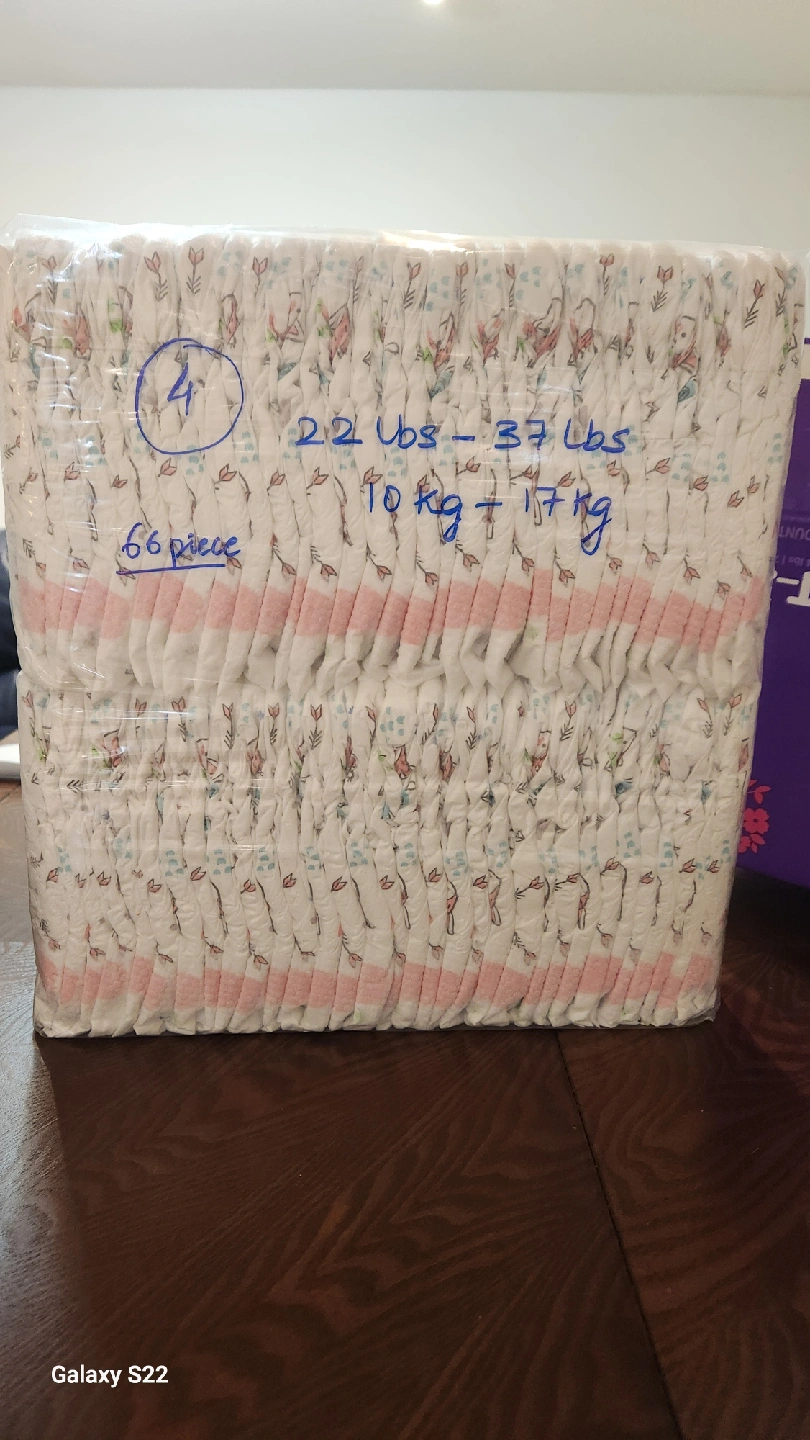 4
22 Lbs - 37 Lbs
10 kg - 17 kg
66 piece
Galaxy S22